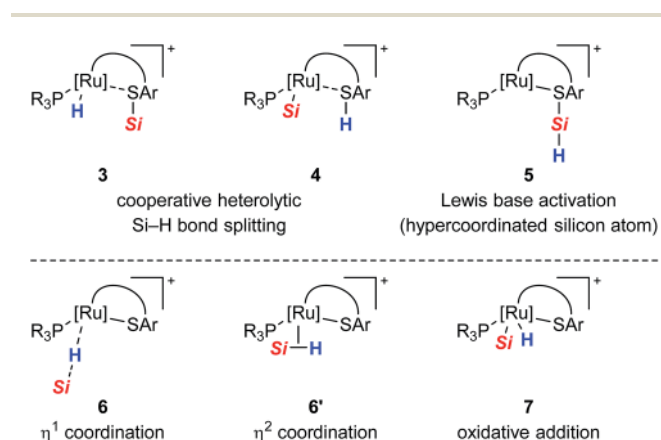 [Ru] + [Ru] + [Ru] +
R₃P H SAr Si R₃P Si SAr H R₃P SAr Si H
3 4 5
cooperative heterolytic Lewis base activation
Si–H bond splitting (hypercoordinated silicon atom)
[Ru] + [Ru] + [Ru] +
R₃P SAr H Si R₃P SAr Si H R₃P SAr Si H
6 6' 7
η¹ coordination η² coordination oxidative addition